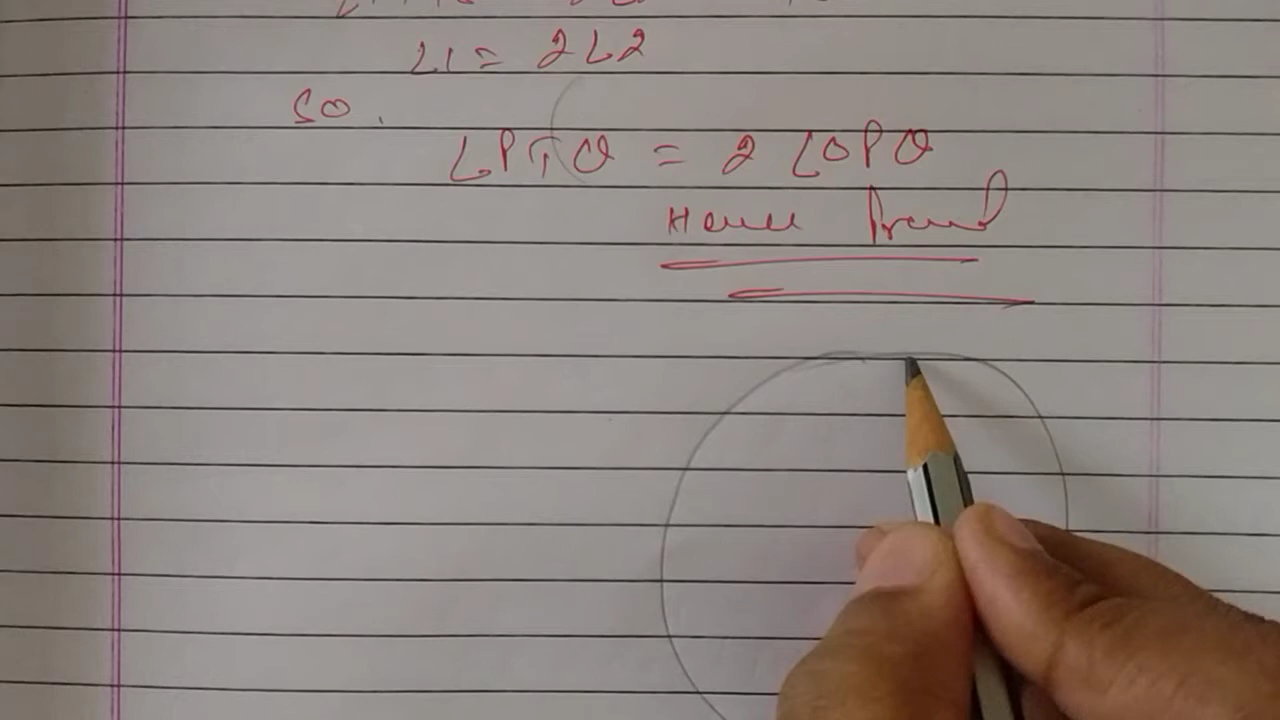 ∠1 = 2∠2
So.
∠PTQ = 2 ∠OPQ
Hence Proved